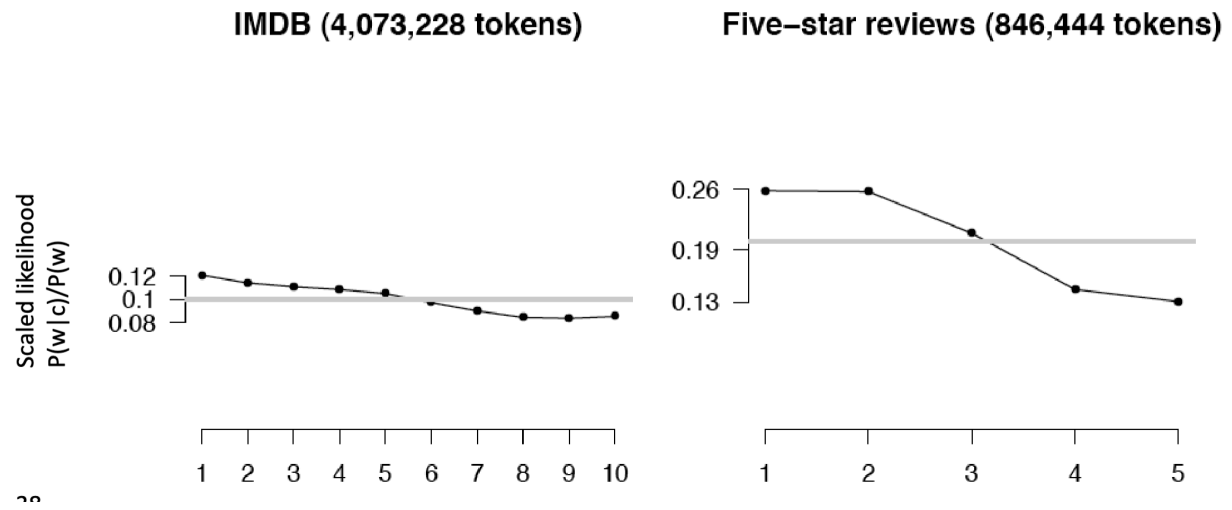 IMDB (4,073,228 tokens)
Five–star reviews (846,444 tokens)
Scaled likelihood
P(w|c)/P(w)
0.12
0.1
0.08
1 2 3 4 5 6 7 8 9 10
0.26
0.19
0.13
1 2 3 4 5